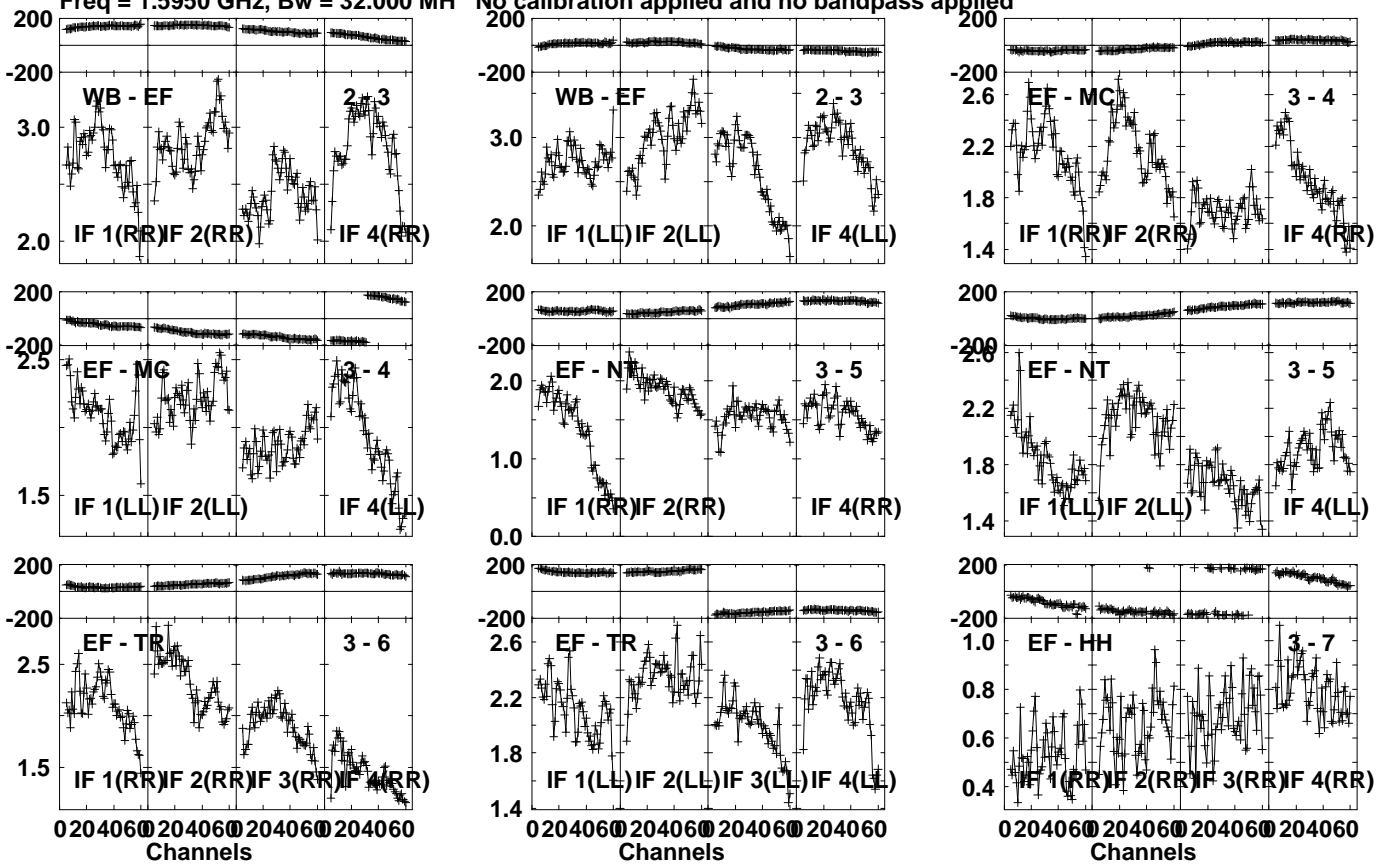 Freq = 1.5950 GHz, Bw = 32.000 MH No calibration applied and no bandpass applied
200 200 200
-200 -200 -200
WB - EF 2 - 3 WB - EF 2 - 3 EF - MC 3 - 4
2.6
3.0 3.0
2.2
1.8
2.0 2.0
IF 1(RR) IF 2(RR) IF 4(RR) IF 1(LL) IF 2(LL) IF 4(LL) IF 1(RR) IF 2(RR) IF 4(RR)
1.4
200 200 200
-200 -200 -200
2.5 2.6
EF - MC 3 - 4 EF - NT 3 - 5 EF - NT 3 - 5
2.0
2.2
1.8
1.0
1.5
IF 1(LL) IF 2(LL) IF 4(LL) IF 1(RR) IF 2(RR) IF 4(RR) IF 1(LL) IF 2(LL) IF 4(LL)
1.4
0.0
200 200 200
-200 -200 -200
EF - TR 3 - 6 EF - TR 3 - 6 EF - HH 3 - 7
2.6 1.0
2.5
2.2 0.8
1.8 0.6
1.5
IF 1(RR) IF 2(RR) IF 3(RR) IF 4(RR) IF 1(LL) IF 2(LL) IF 3(LL) IF 4(LL) IF 1(RR) IF 2(RR) IF 3(RR) IF 4(RR)
0.4
1.4
0 20 40 60 0 20 40 60 0 20 40 60 0 20 40 60 0 20 40 60 0 20 40 60 0 20 40 60 0 20 40 60 0 20 40 60 0 20 40 60 0 20 40 60 0 20 40 60
Channels Channels Channels